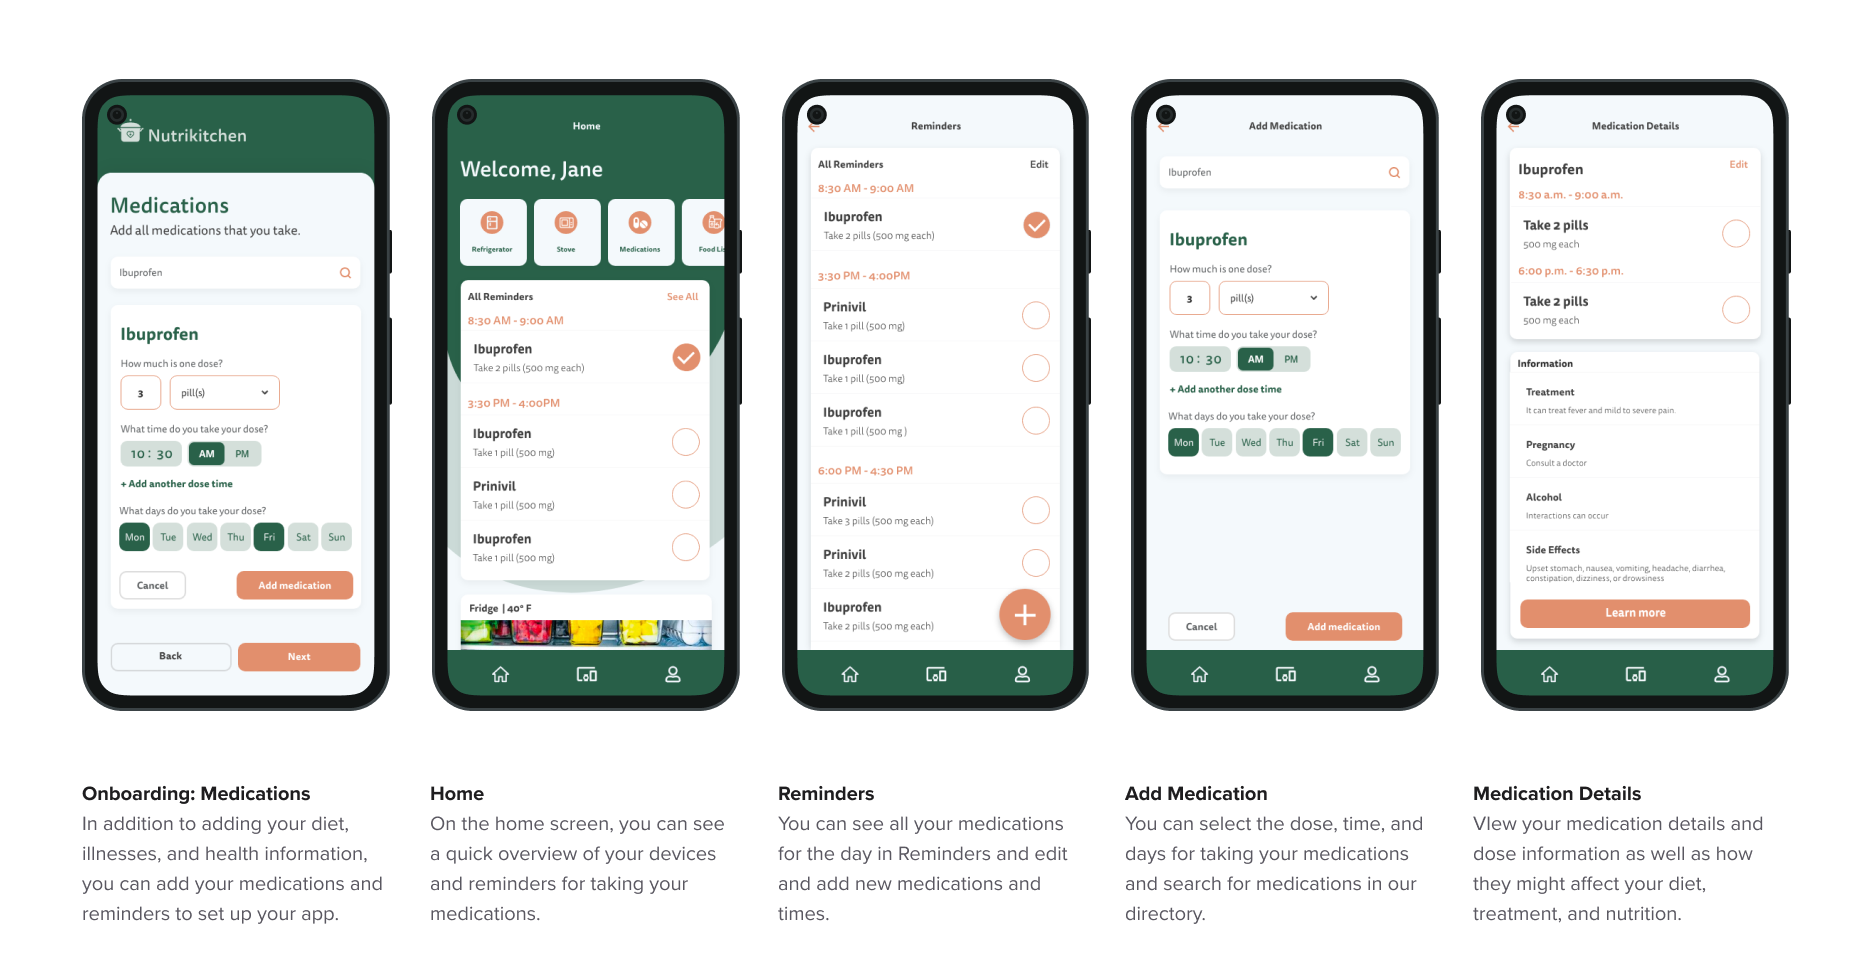 Nutrikitchen
Medications
Add all medications that you take.
Ibuprofen
Ibuprofen
How much is one dose?
3 pill(s)
What time do you take your dose?
10 : 30 AM PM
+ Add another dose time
What days do you take your dose?
Mon Tue Wed Thu Fri Sat Sun
Cancel Add medication
Back Next
Home
Welcome, Jane
Refrigerator Stove Medications Food Lis
All Reminders See All
8:30 AM - 9:00 AM
Ibuprofen
Take 2 pills (500 mg each)
3:30 PM - 4:00PM
Ibuprofen
Take 1 pill (500 mg)
Prinivil
Take 1 pill (500 mg)
Ibuprofen
Take 1 pill (500 mg)
Fridge | 40° F
Reminders
All Reminders Edit
8:30 AM - 9:00 AM
Ibuprofen
Take 2 pills (500 mg each)
3:30 PM - 4:00PM
Prinivil
Take 1 pill (500 mg)
Ibuprofen
Take 1 pill (500 mg)
Ibuprofen
Take 1 pill (500 mg )
6:00 PM - 4:30 PM
Prinivil
Take 3 pills (500 mg each)
Prinivil
Take 2 pills (500 mg each)
Ibuprofen
Take 2 pills (500 mg each)
Add Medication
Ibuprofen
Ibuprofen
How much is one dose?
3 pill(s)
What time do you take your dose?
10 : 30 AM PM
+ Add another dose time
What days do you take your dose?
Mon Tue Wed Thu Fri Sat Sun
Cancel Add medication
Medication Details
Ibuprofen Edit
8:30 a.m. - 9:00 a.m.
Take 2 pills
500 mg each
6:00 p.m. - 6:30 p.m.
Take 2 pills
500 mg each
Information
Treatment
It can treat fever and mild to severe pain.
Pregnancy
Consult a doctor
Alcohol
Interactions can occur
Side Effects
Upset stomach, nausea, vomiting, headache, diarrhea,
constipation, dizziness, or drowsiness
Learn more
Onboarding: Medications
In addition to adding your diet,
illnesses, and health information,
you can add your medications and
reminders to set up your app.
Home
On the home screen, you can see
a quick overview of your devices
and reminders for taking your
medications.
Reminders
You can see all your medications
for the day in Reminders and edit
and add new medications and
times.
Add Medication
You can select the dose, time, and
days for taking your medications
and search for medications in our
directory.
Medication Details
VIew your medication details and
dose information as well as how
they might affect your diet,
treatment, and nutrition.